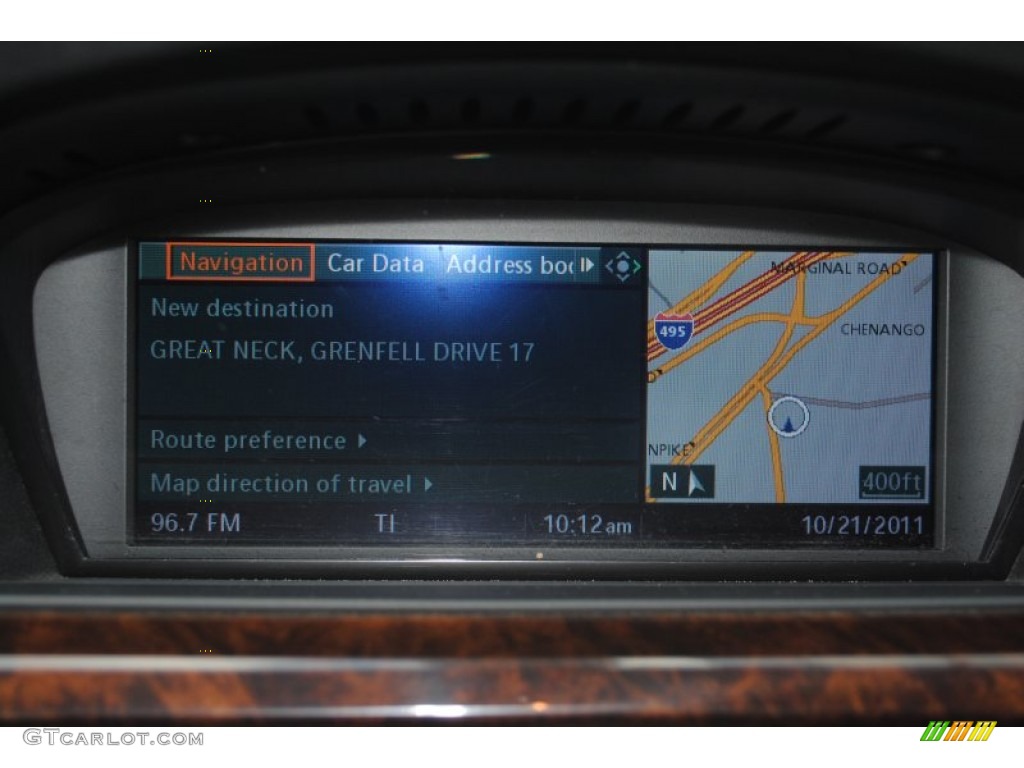 Navigation Car Data Address boo
New destination
GREAT NECK, GRENFELL DRIVE 17
Route preference
Map direction of travel
96.7 FM TI 10:12am 10/21/2011
MARGINAL ROAD
495
CHENANGO
NPIKE
N 400ft
GTCARLOT.COM